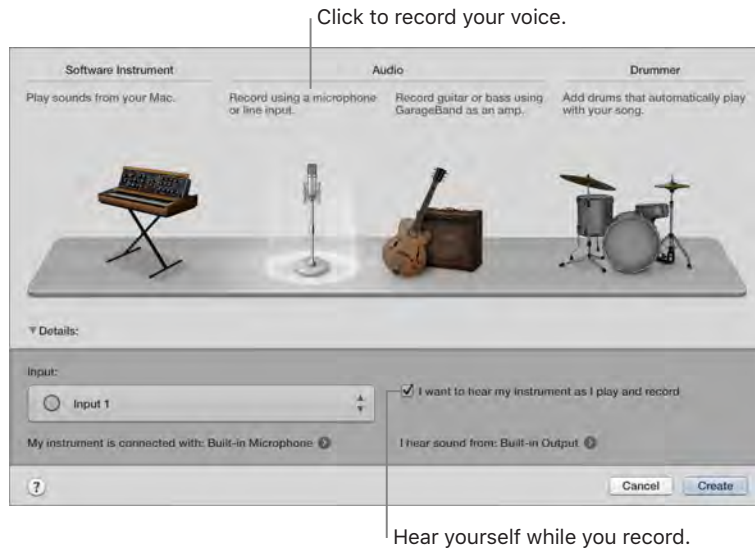 Click to record your voice.
Software Instrument
Audio
Drummer
Play sounds from your Mac.
Record using a microphone
or line input.
Record guitar or bass using
GarageBand as an amp.
Add drums that automatically play
with your song.
Details:
Input:
Input 1
I want to hear my instrument as I play and record
My instrument is connected with: Built-in Microphone
I hear sound from: Built-in Output
?
Cancel
Create
Hear yourself while you record.